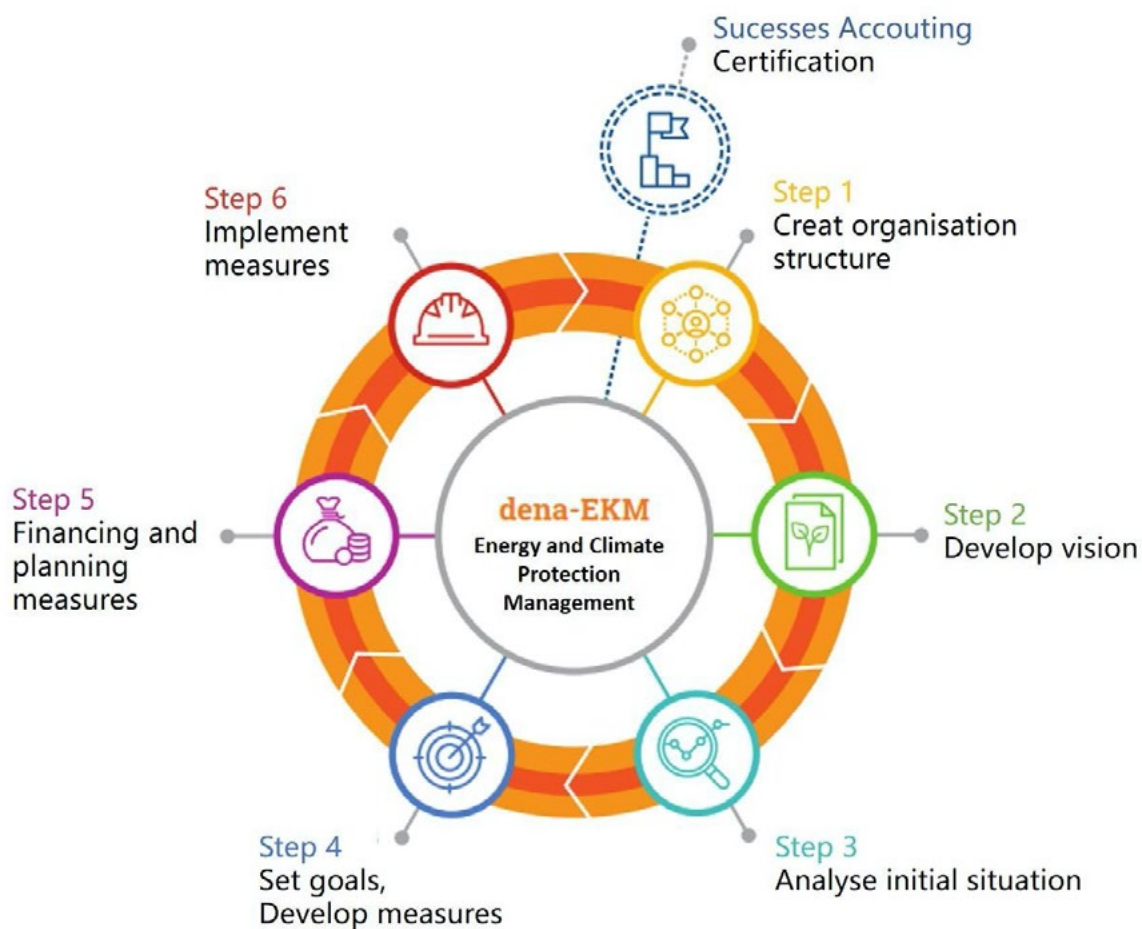 Sucesses Accouting
Certification
Step 1
Creat organisation
structure
Step 2
Develop vision
Step 3
Analyse initial situation
Step 4
Set goals,
Develop measures
Step 5
Financing and
planning
measures
Step 6
Implement
measures
dena-EKM
Energy and Climate
Protection
Management